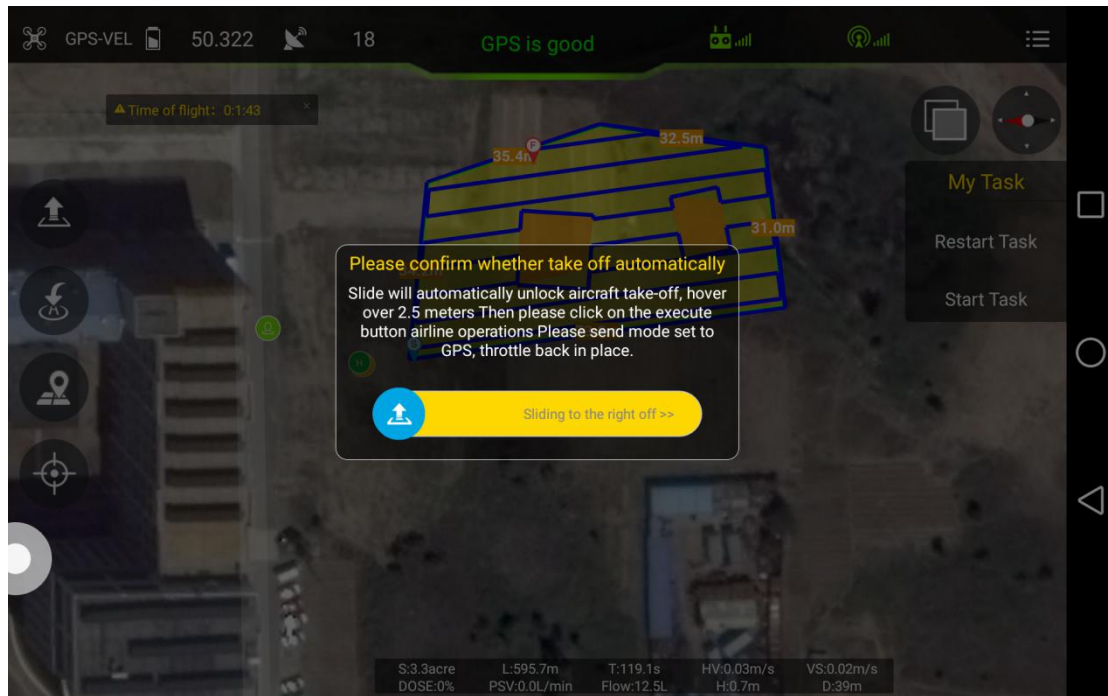 GPS-VEL 50.322 18 GPS is good
Time of flight: 0:1:43 ×
32.5m
P
35.4m
31.0m
My Task
Restart Task
Start Task
Please confirm whether take off automatically
Slide will automatically unlock aircraft take-off, hover
over 2.5 meters Then please click on the execute
button airline operations Please send mode set to
GPS, throttle back in place.
H
Sliding to the right off >>
S:3.3acre L:595.7m T:119.1s HV:0.03m/s VS:0.02m/s
DOSE:0% PSV:0.0L/min Flow:12.5L H:0.7m D:39m